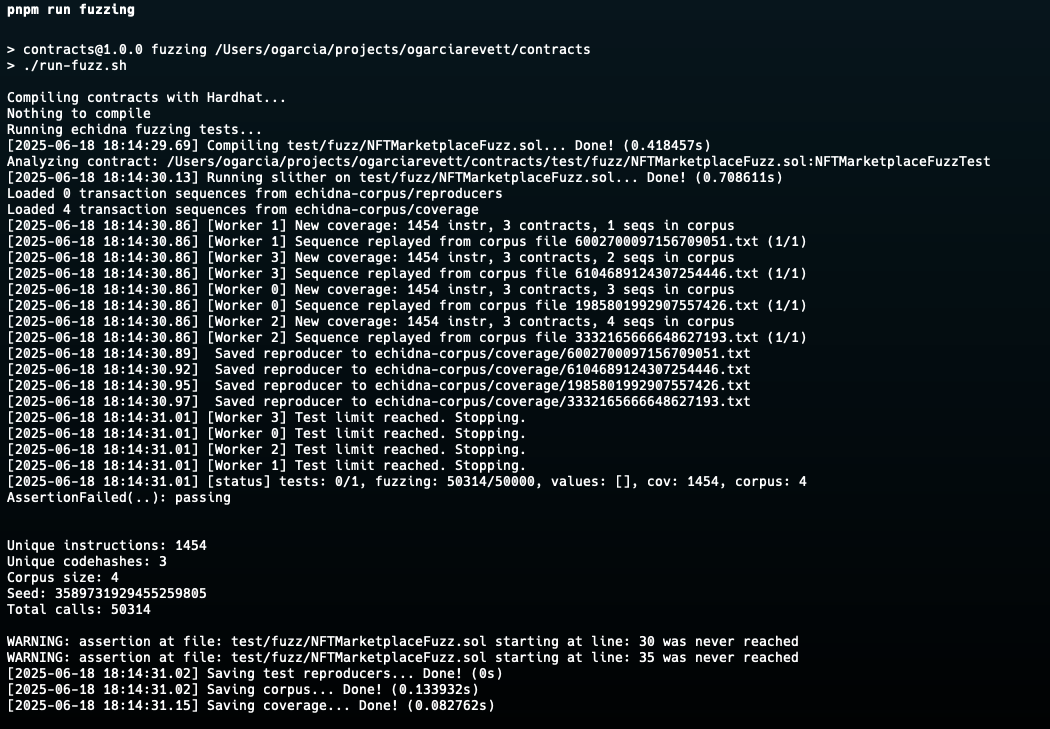 pnpm run fuzzing
> contracts@1.0.0 fuzzing /Users/ogarcia/projects/ogarciarevett/contracts
> ./run-fuzz.sh
Compiling contracts with Hardhat...
Nothing to compile
Running echidna fuzzing tests...
[2025-06-18 18:14:29.69] Compiling test/fuzz/NFTMarketplaceFuzz.sol... Done! (0.418457s)
Analyzing contract: /Users/ogarcia/projects/ogarciarevett/contracts/test/fuzz/NFTMarketplaceFuzz.sol:NFTMarketplaceFuzzTest
[2025-06-18 18:14:30.13] Running slither on test/fuzz/NFTMarketplaceFuzz.sol... Done! (0.708611s)
Loaded 0 transaction sequences from echidna-corpus/reproducers
Loaded 4 transaction sequences from echidna-corpus/coverage
[2025-06-18 18:14:30.86] [Worker 1] New coverage: 1454 instr, 3 contracts, 1 seqs in corpus
[2025-06-18 18:14:30.86] [Worker 1] Sequence replayed from corpus file 6002700097156709051.txt (1/1)
[2025-06-18 18:14:30.86] [Worker 3] New coverage: 1454 instr, 3 contracts, 2 seqs in corpus
[2025-06-18 18:14:30.86] [Worker 3] Sequence replayed from corpus file 6104689124307254446.txt (1/1)
[2025-06-18 18:14:30.86] [Worker 0] New coverage: 1454 instr, 3 contracts, 3 seqs in corpus
[2025-06-18 18:14:30.86] [Worker 0] Sequence replayed from corpus file 1985801992907557426.txt (1/1)
[2025-06-18 18:14:30.86] [Worker 2] New coverage: 1454 instr, 3 contracts, 4 seqs in corpus
[2025-06-18 18:14:30.86] [Worker 2] Sequence replayed from corpus file 3332165666648627193.txt (1/1)
[2025-06-18 18:14:30.89]  Saved reproducer to echidna-corpus/coverage/6002700097156709051.txt
[2025-06-18 18:14:30.92]  Saved reproducer to echidna-corpus/coverage/6104689124307254446.txt
[2025-06-18 18:14:30.95]  Saved reproducer to echidna-corpus/coverage/1985801992907557426.txt
[2025-06-18 18:14:30.97]  Saved reproducer to echidna-corpus/coverage/3332165666648627193.txt
[2025-06-18 18:14:31.01] [Worker 3] Test limit reached. Stopping.
[2025-06-18 18:14:31.01] [Worker 0] Test limit reached. Stopping.
[2025-06-18 18:14:31.01] [Worker 2] Test limit reached. Stopping.
[2025-06-18 18:14:31.01] [Worker 1] Test limit reached. Stopping.
[2025-06-18 18:14:31.01] [status] tests: 0/1, fuzzing: 50314/50000, values: [], cov: 1454, corpus: 4
AssertionFailed(..): passing
Unique instructions: 1454
Unique codehashes: 3
Corpus size: 4
Seed: 3589731929455259805
Total calls: 50314
WARNING: assertion at file: test/fuzz/NFTMarketplaceFuzz.sol starting at line: 30 was never reached
WARNING: assertion at file: test/fuzz/NFTMarketplaceFuzz.sol starting at line: 35 was never reached
[2025-06-18 18:14:31.02] Saving test reproducers... Done! (0s)
[2025-06-18 18:14:31.02] Saving corpus... Done! (0.133932s)
[2025-06-18 18:14:31.15] Saving coverage... Done! (0.082762s)